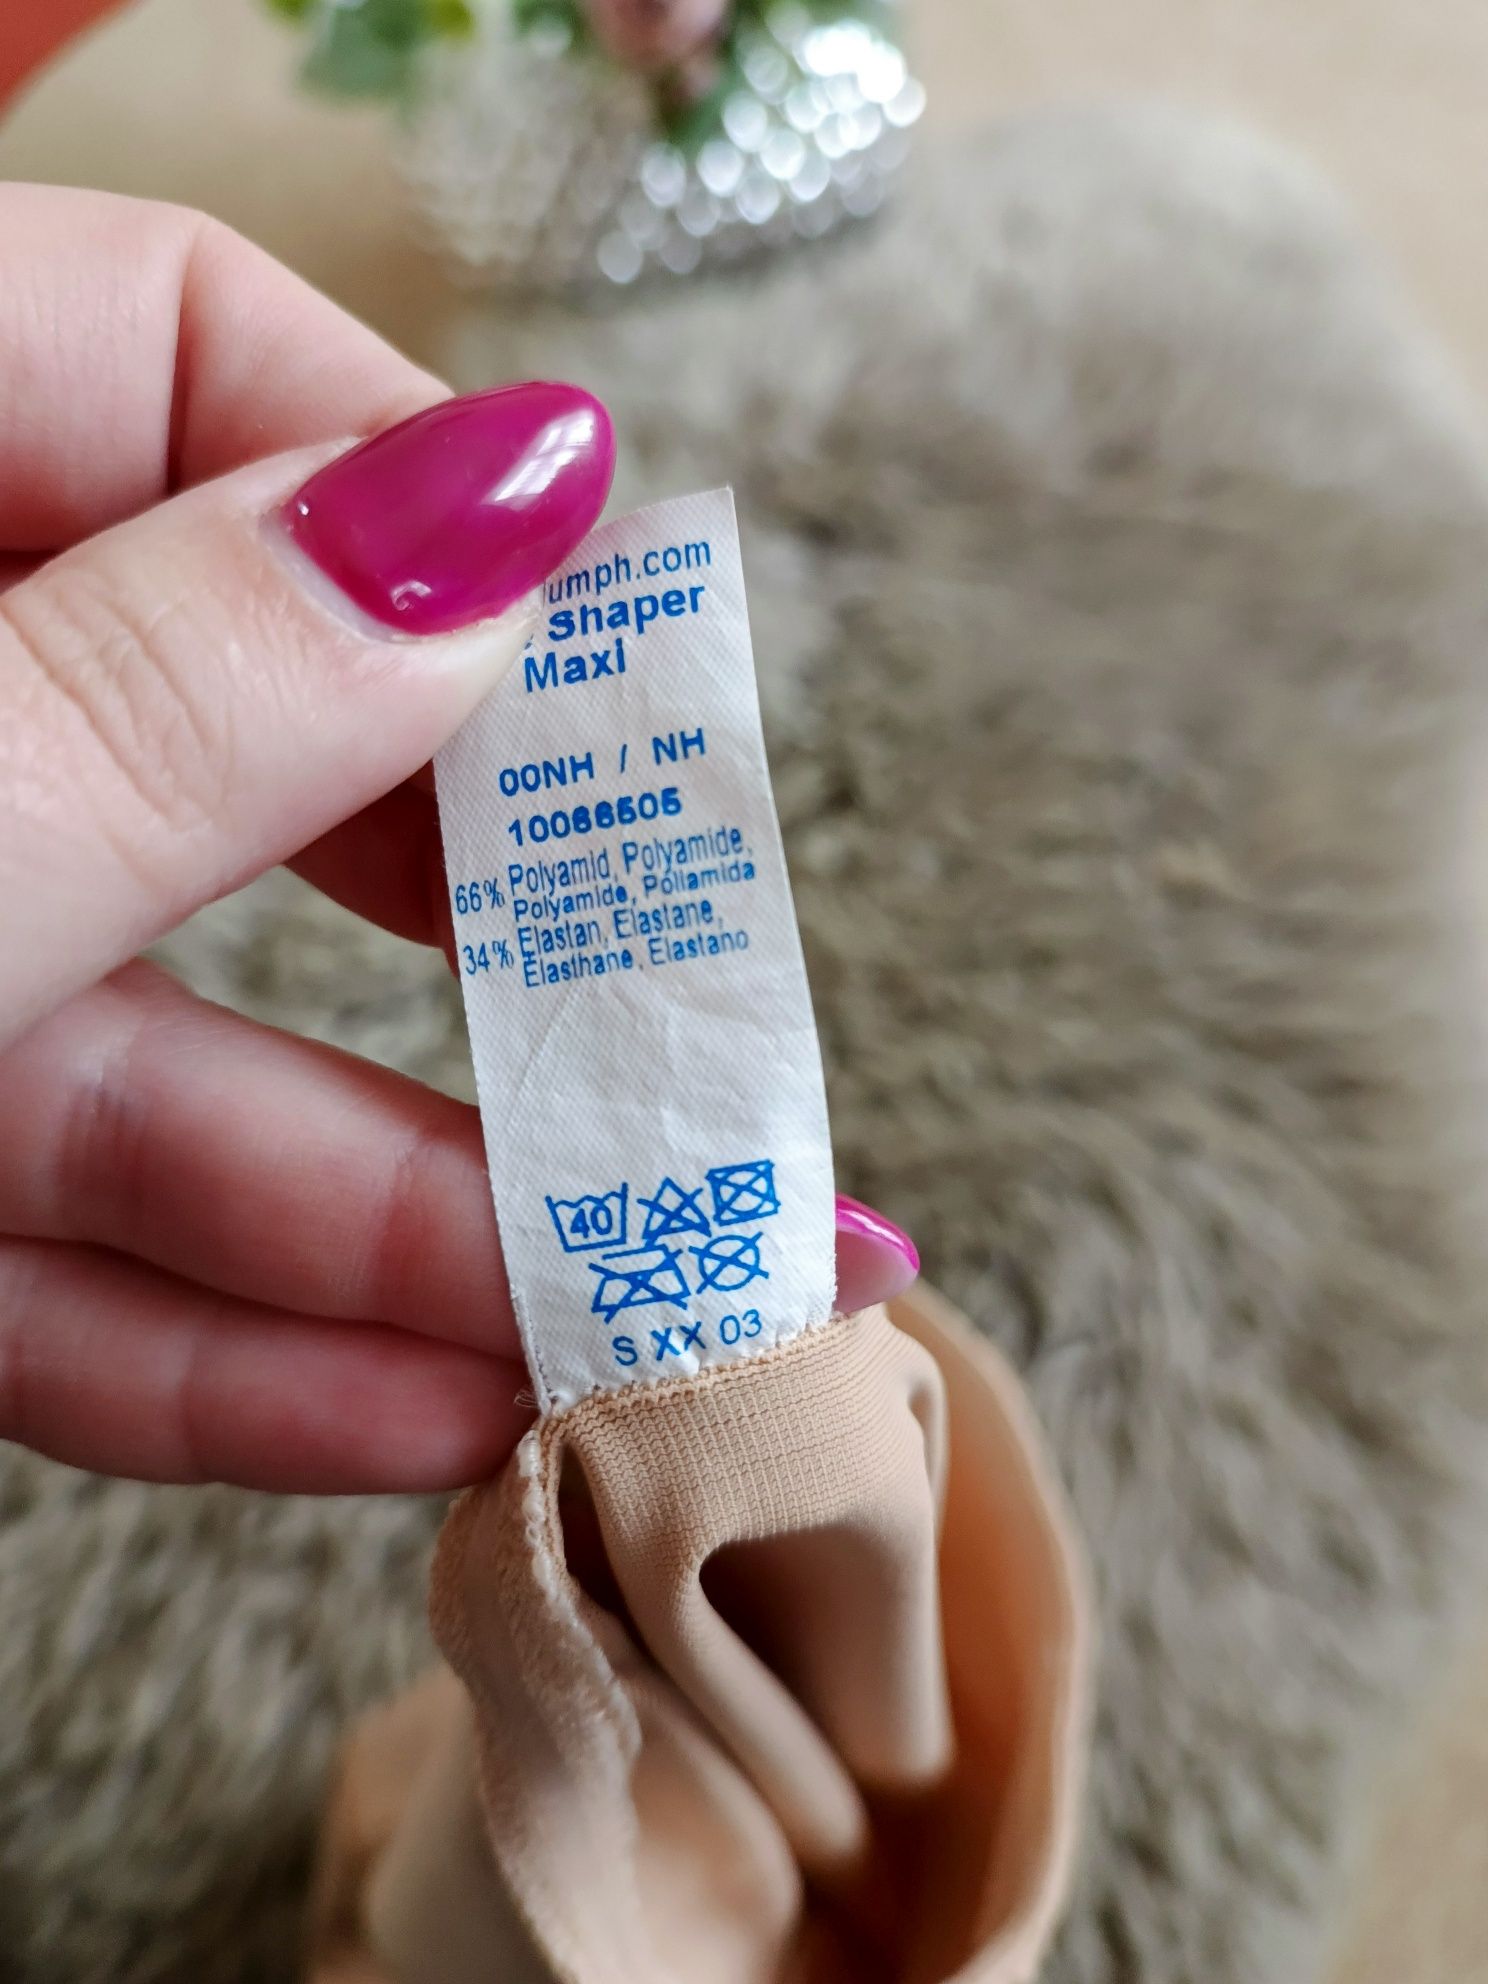 umph.com
Shaper
Maxi
00NH / NH
10066505
66% Polyamid, Polyamide,
Polyamide, Poliamida
34% Elastan, Elastane,
Elasthane, Elastano
40
S XX 03